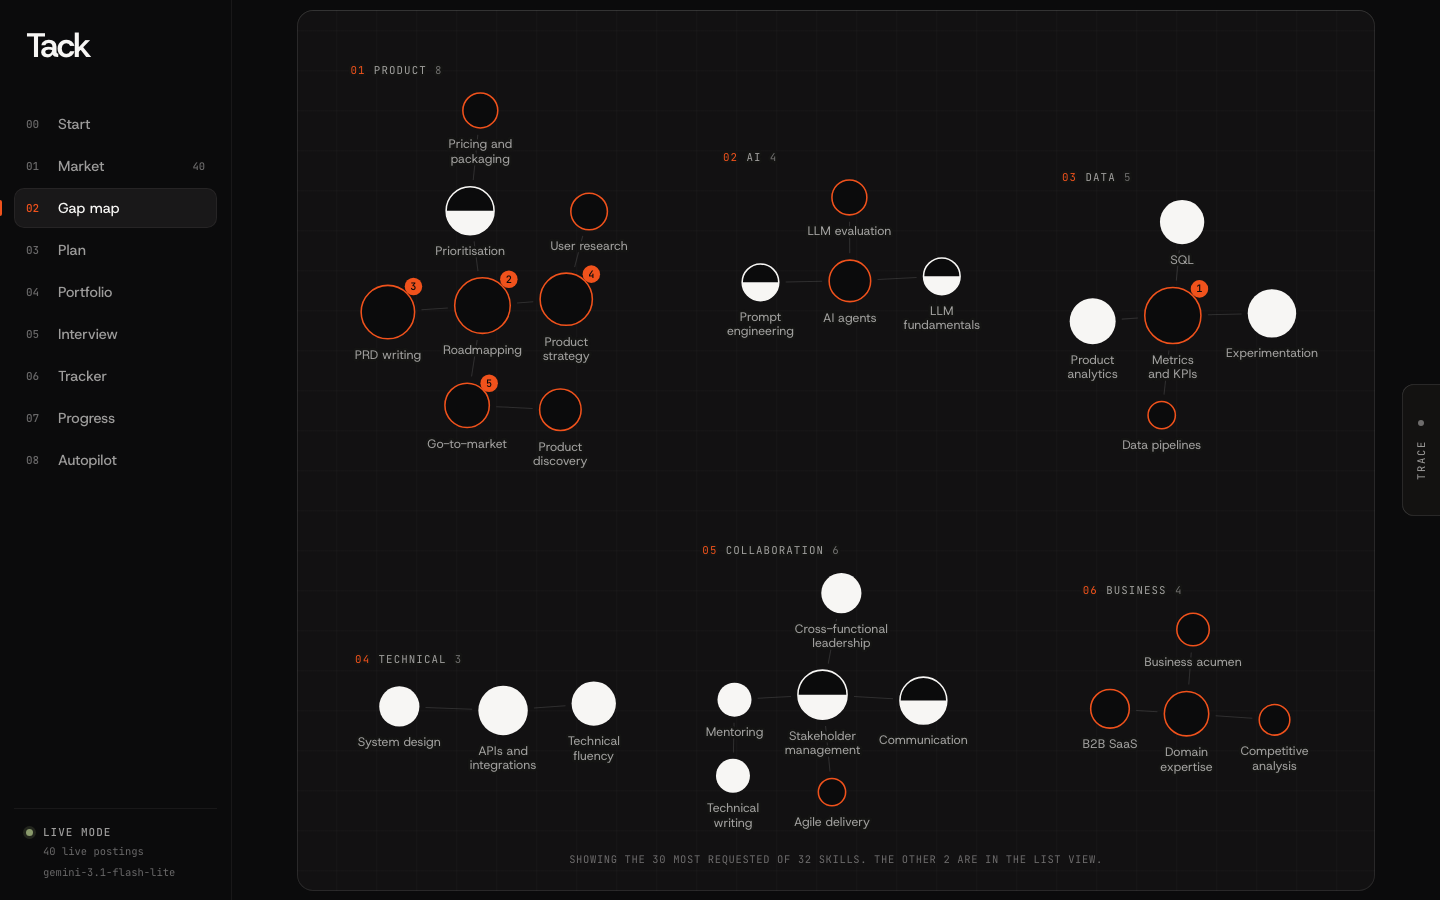 Tack
00 Start
01 Market 40
02 Gap map
03 Plan
04 Portfolio
05 Interview
06 Tracker
07 Progress
08 Autopilot
LIVE MODE
40 live postings
gemini-3.1-flash-lite
01 PRODUCT 8
Pricing and
packaging
Prioritisation
User research
3
PRD writing
2
Roadmapping
4
Product
strategy
5
Go-to-market
Product
discovery
02 AI 4
LLM evaluation
Prompt
engineering
AI agents
LLM
fundamentals
03 DATA 5
SQL
Product
analytics
1
Metrics
and KPIs
Experimentation
Data pipelines
04 TECHNICAL 3
System design
APIs and
integrations
Technical
fluency
05 COLLABORATION 6
Cross-functional
leadership
Mentoring
Stakeholder
management
Communication
Technical
writing
Agile delivery
06 BUSINESS 4
Business acumen
B2B SaaS
Domain
expertise
Competitive
analysis
SHOWING THE 30 MOST REQUESTED OF 32 SKILLS. THE OTHER 2 ARE IN THE LIST VIEW.
TRACE